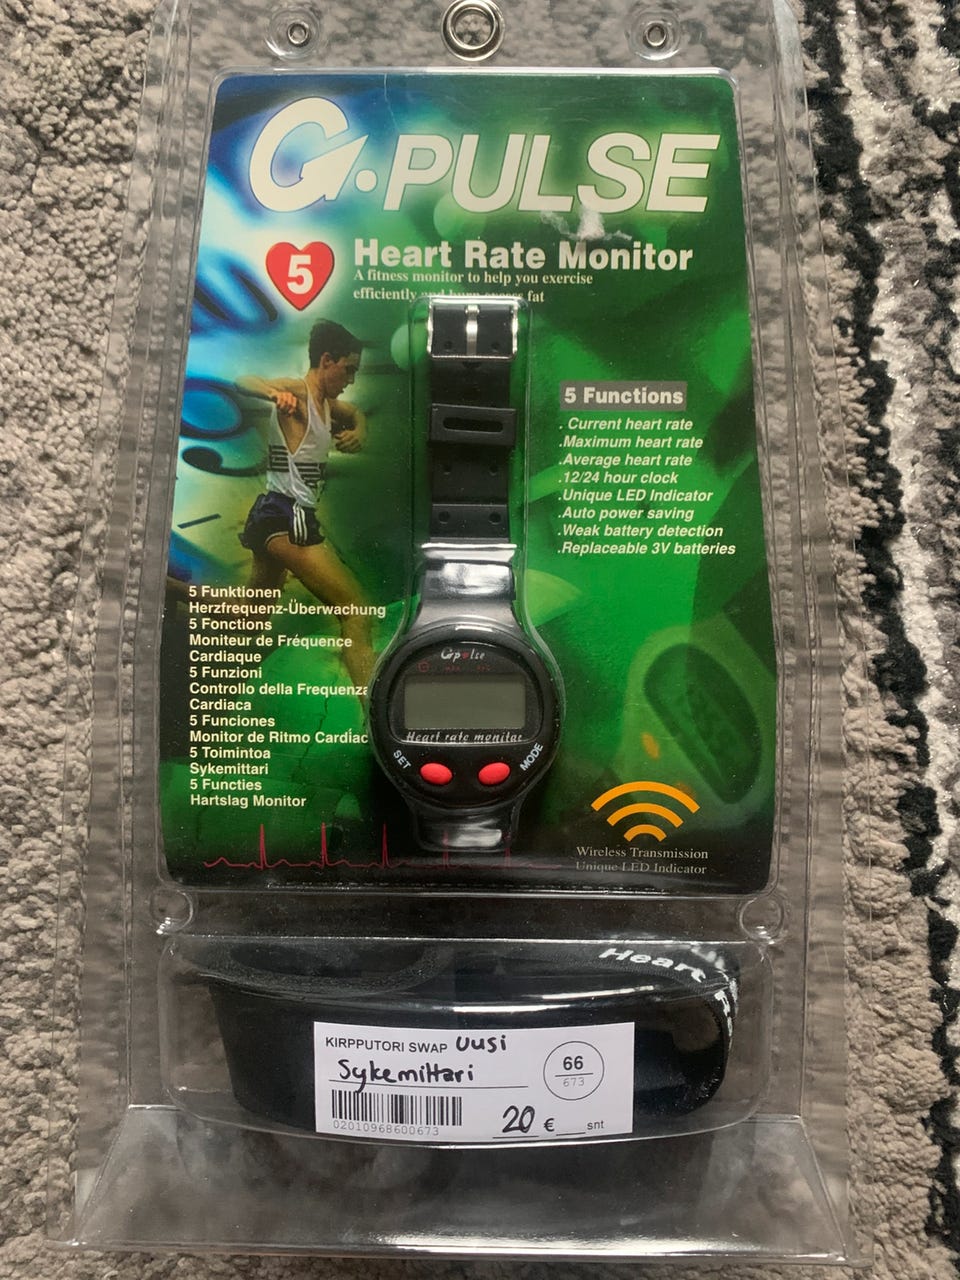 G.PULSE
5
Heart Rate Monitor
A fitness monitor to help you exercise
efficiently and burn excess fat
5 Functions
. Current heart rate
.Maximum heart rate
.Average heart rate
.12/24 hour clock
.Unique LED Indicator
.Auto power saving
.Weak battery detection
.Replaceable 3V batteries
5 Funktionen
Herzfrequenz-Überwachung
5 Fonctions
Moniteur de Fréquence
Cardiaque
5 Funzioni
Controllo della Frequenza
Cardiaca
5 Funciones
Monitor de Ritmo Cardíac
5 Toimintoa
Sykemittari
5 Functies
Hartslag Monitor
Gpulse
Heart rate monitor
SET
MODE
Wireless Transmission
Unique LED Indicator
Heart
KIRPPUTORI SWAP Uusi
Sykemittari
66
673
02010968600673
20 € snt